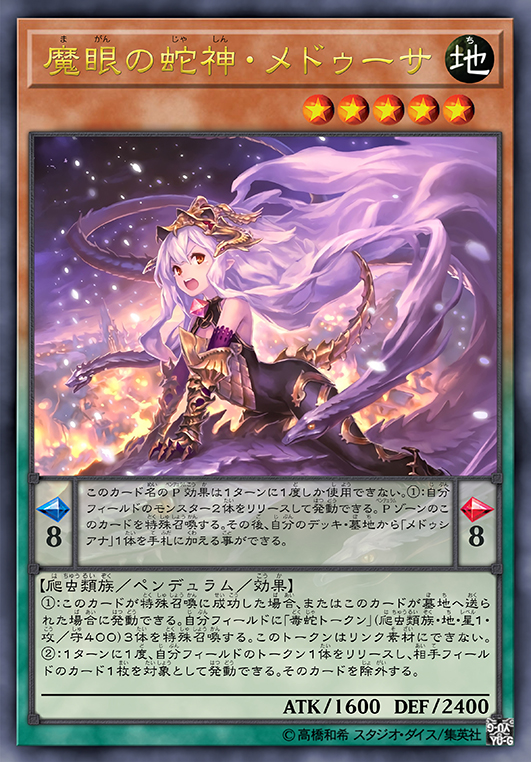 魔眼の蛇神・メドゥーサ
地
このカード名のP効果は1ターンに1度しか使用できない。①:自分
フィールドのモンスター2体をリリースして発動できる。Pゾーンのこ
のカードを特殊召喚する。その後、自分のデッキ・墓地から「メドッシ
アナ」1体を手札に加える事ができる。
8
8
【爬虫類族/ペンデュラム/効果】
①:このカードが特殊召喚に成功した場合、またはこのカードが墓地へ送ら
れた場合に発動できる。自分フィールドに「毒蛇トークン」(爬虫類族・地・星1・
攻/守400)3体を特殊召喚する。このトークンはリンク素材にできない。
②:1ターンに1度、自分フィールドのトークン1体をリリースし、相手フィー
ルドのカード1枚を対象として発動できる。そのカードを除外する。
ATK/1600 DEF/2400
©高橋和希 スタジオ・ダイス/集英社